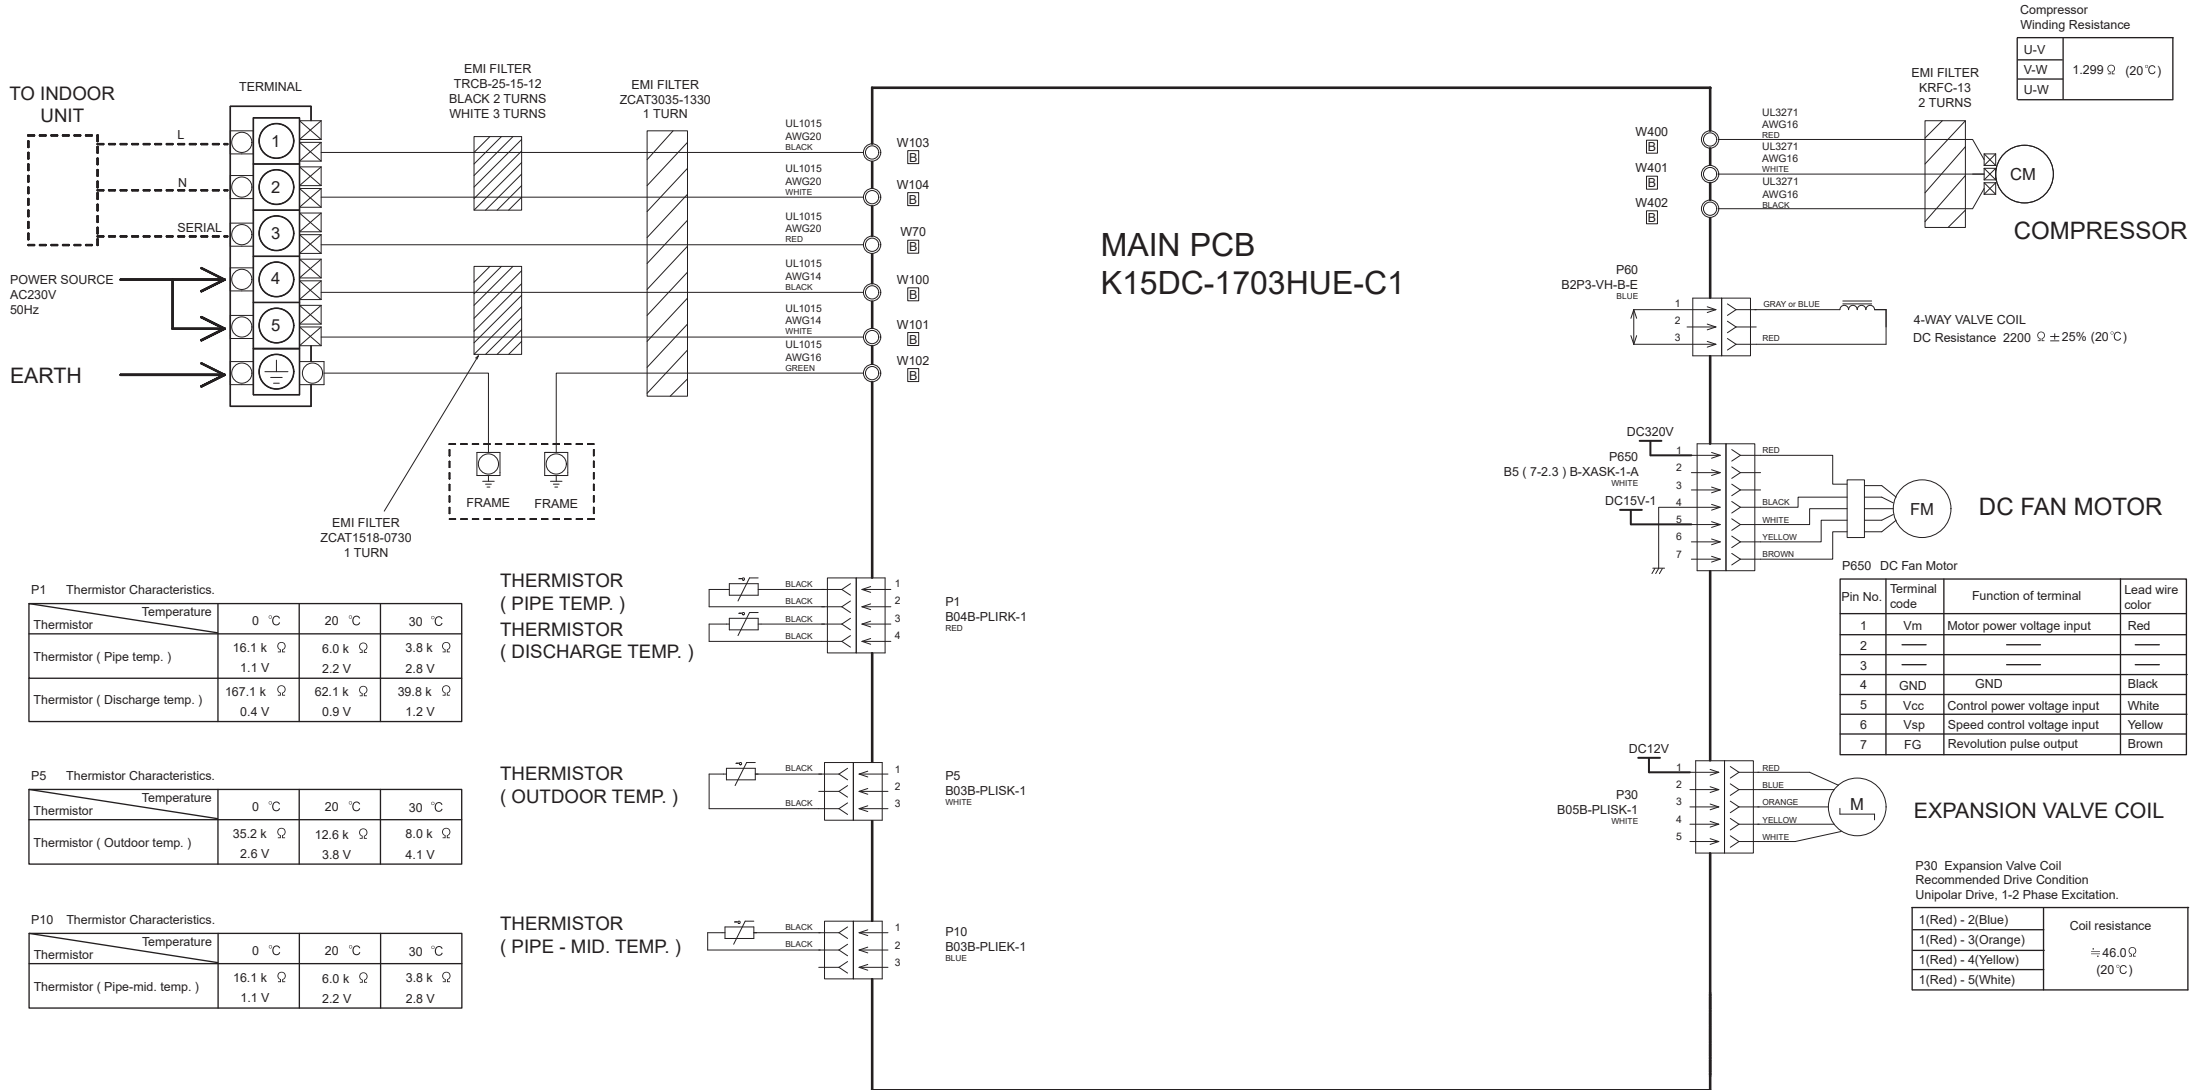 TO INDOOR
UNIT
TERMINAL
L
N
SERIAL
1
2
3
4
5
POWER SOURCE
AC230V
50Hz
EARTH
EMI FILTER
TRCB-25-15-12
BLACK 2 TURNS
WHITE 3 TURNS
EMI FILTER
ZCAT3035-1330
1 TURN
UL1015
AWG20
BLACK
W103
B
UL1015
AWG20
WHITE
W104
B
UL1015
AWG20
RED
W70
B
UL1015
AWG14
BLACK
W100
B
UL1015
AWG14
WHITE
W101
B
UL1015
AWG16
GREEN
W102
B
FRAME FRAME
EMI FILTER
ZCAT1518-0730
1 TURN
MAIN PCB
K15DC-1703HUE-C1
Compressor
Winding Resistance
U-V
V-W 1.299 Ω (20℃)
U-W
EMI FILTER
KRFC-13
2 TURNS
W400
B
UL3271
AWG16
RED
W401
B
UL3271
AWG16
WHITE
W402
B
UL3271
AWG16
BLACK
CM
COMPRESSOR
P60
B2P3-VH-B-E
BLUE
1 GRAY or BLUE
2
3 RED
4-WAY VALVE COIL
DC Resistance 2200 Ω ±25% (20℃)
DC320V
P650
B5 ( 7-2.3 ) B-XASK-1-A
WHITE
DC15V-1
1 RED
2
3
4 BLACK
5 WHITE
6 YELLOW
7 BROWN
FM
DC FAN MOTOR
P650 DC Fan Motor
Pin No. Terminal code Function of terminal Lead wire color
1 Vm Motor power voltage input Red
2 — — —
3 — — —
4 GND GND Black
5 Vcc Control power voltage input White
6 Vsp Speed control voltage input Yellow
7 FG Revolution pulse output Brown
DC12V
P30
B05B-PLISK-1
WHITE
1 RED
2 BLUE
3 ORANGE
4 YELLOW
5 WHITE
M
EXPANSION VALVE COIL
P30 Expansion Valve Coil
Recommended Drive Condition
Unipolar Drive, 1-2 Phase Excitation.
1(Red) - 2(Blue)
1(Red) - 3(Orange)
1(Red) - 4(Yellow)
1(Red) - 5(White)
Coil resistance
≒46.0Ω
(20℃)
THERMISTOR
( PIPE TEMP. )
THERMISTOR
( DISCHARGE TEMP. )
BLACK 1
BLACK 2
BLACK 3
BLACK 4
P1
B04B-PLIRK-1
RED
THERMISTOR
( OUTDOOR TEMP. )
BLACK 1
2
BLACK 3
P5
B03B-PLISK-1
WHITE
THERMISTOR
( PIPE - MID. TEMP. )
BLACK 1
BLACK 2
3
P10
B03B-PLIEK-1
BLUE
P1 Thermistor Characteristics.
Temperature
Thermistor
0 ℃ 20 ℃ 30 ℃
Thermistor ( Pipe temp. )
16.1 k Ω 6.0 k Ω 3.8 k Ω
1.1 V 2.2 V 2.8 V
Thermistor ( Discharge temp. )
167.1 k Ω 62.1 k Ω 39.8 k Ω
0.4 V 0.9 V 1.2 V
P5 Thermistor Characteristics.
Temperature
Thermistor
0 ℃ 20 ℃ 30 ℃
Thermistor ( Outdoor temp. )
35.2 k Ω 12.6 k Ω 8.0 k Ω
2.6 V 3.8 V 4.1 V
P10 Thermistor Characteristics.
Temperature
Thermistor
0 ℃ 20 ℃ 30 ℃
Thermistor ( Pipe-mid. temp. )
16.1 k Ω 6.0 k Ω 3.8 k Ω
1.1 V 2.2 V 2.8 V